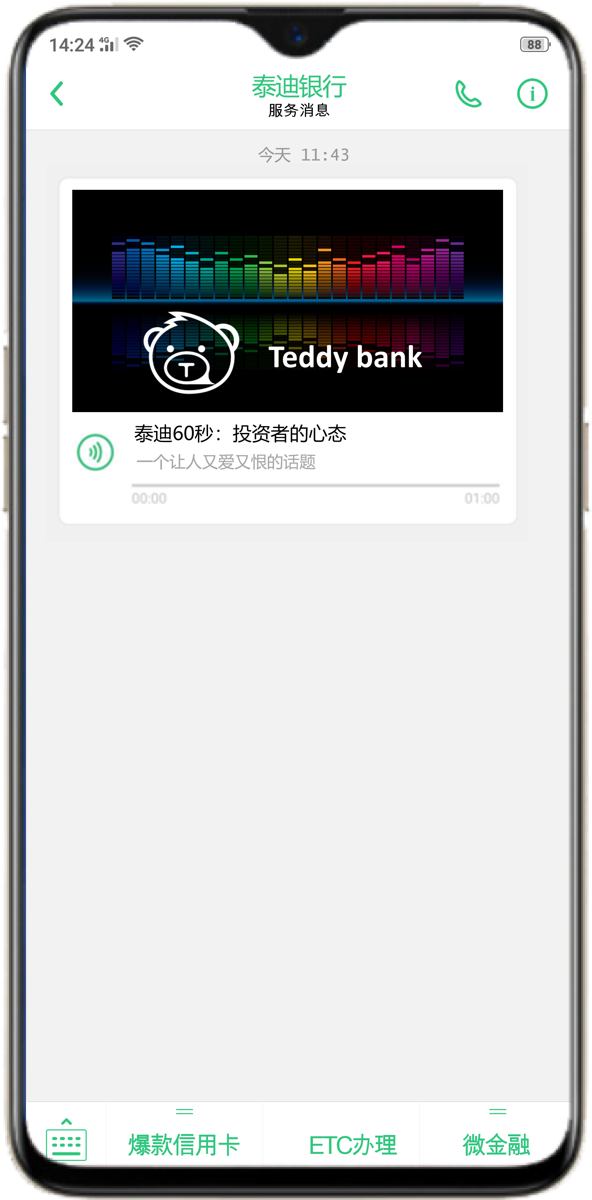 14:24 4G 88
泰迪银行
服务消息
今天 11:43
T
Teddy bank
泰迪60秒：投资者的心态
一个让人又爱又恨的话题
00:00 01:00
爆款信用卡 ETC办理 微金融